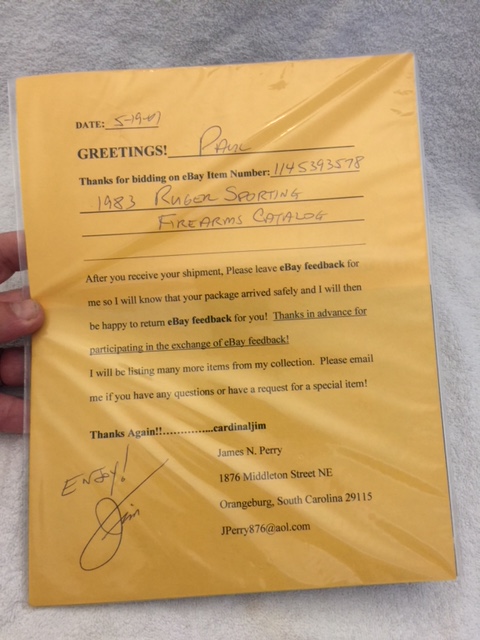 DATE: 5-19-01
GREETINGS! Paul
Thanks for bidding on eBay Item Number: 1145393578
1983 RUGER SPORTING
FIREARMS CATALOG
After you receive your shipment, Please leave eBay feedback for
me so I will know that your package arrived safely and I will then
be happy to return eBay feedback for you! Thanks in advance for
participating in the exchange of eBay feedback!
I will be listing many more items from my collection. Please email
me if you have any questions or have a request for a special item!
Thanks Again!!...............cardinaljim
James N. Perry
1876 Middleton Street NE
Orangeburg, South Carolina 29115
JPerry876@aol.com
ENJOY!
Jim